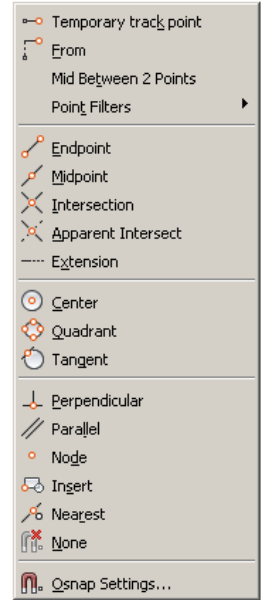 Temporary track point
From
Mid Between 2 Points
Point Filters
Endpoint
Midpoint
Intersection
Apparent Intersect
Extension
Center
Quadrant
Tangent
Perpendicular
Parallel
Node
Insert
Nearest
None
Osnap Settings...